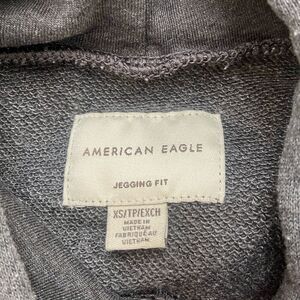 AMERICAN EAGLE
JEGGING FIT
XS/TP/EXCH
MADE IN
VIETNAM
FABRIQUÉ AU
VIETNAM